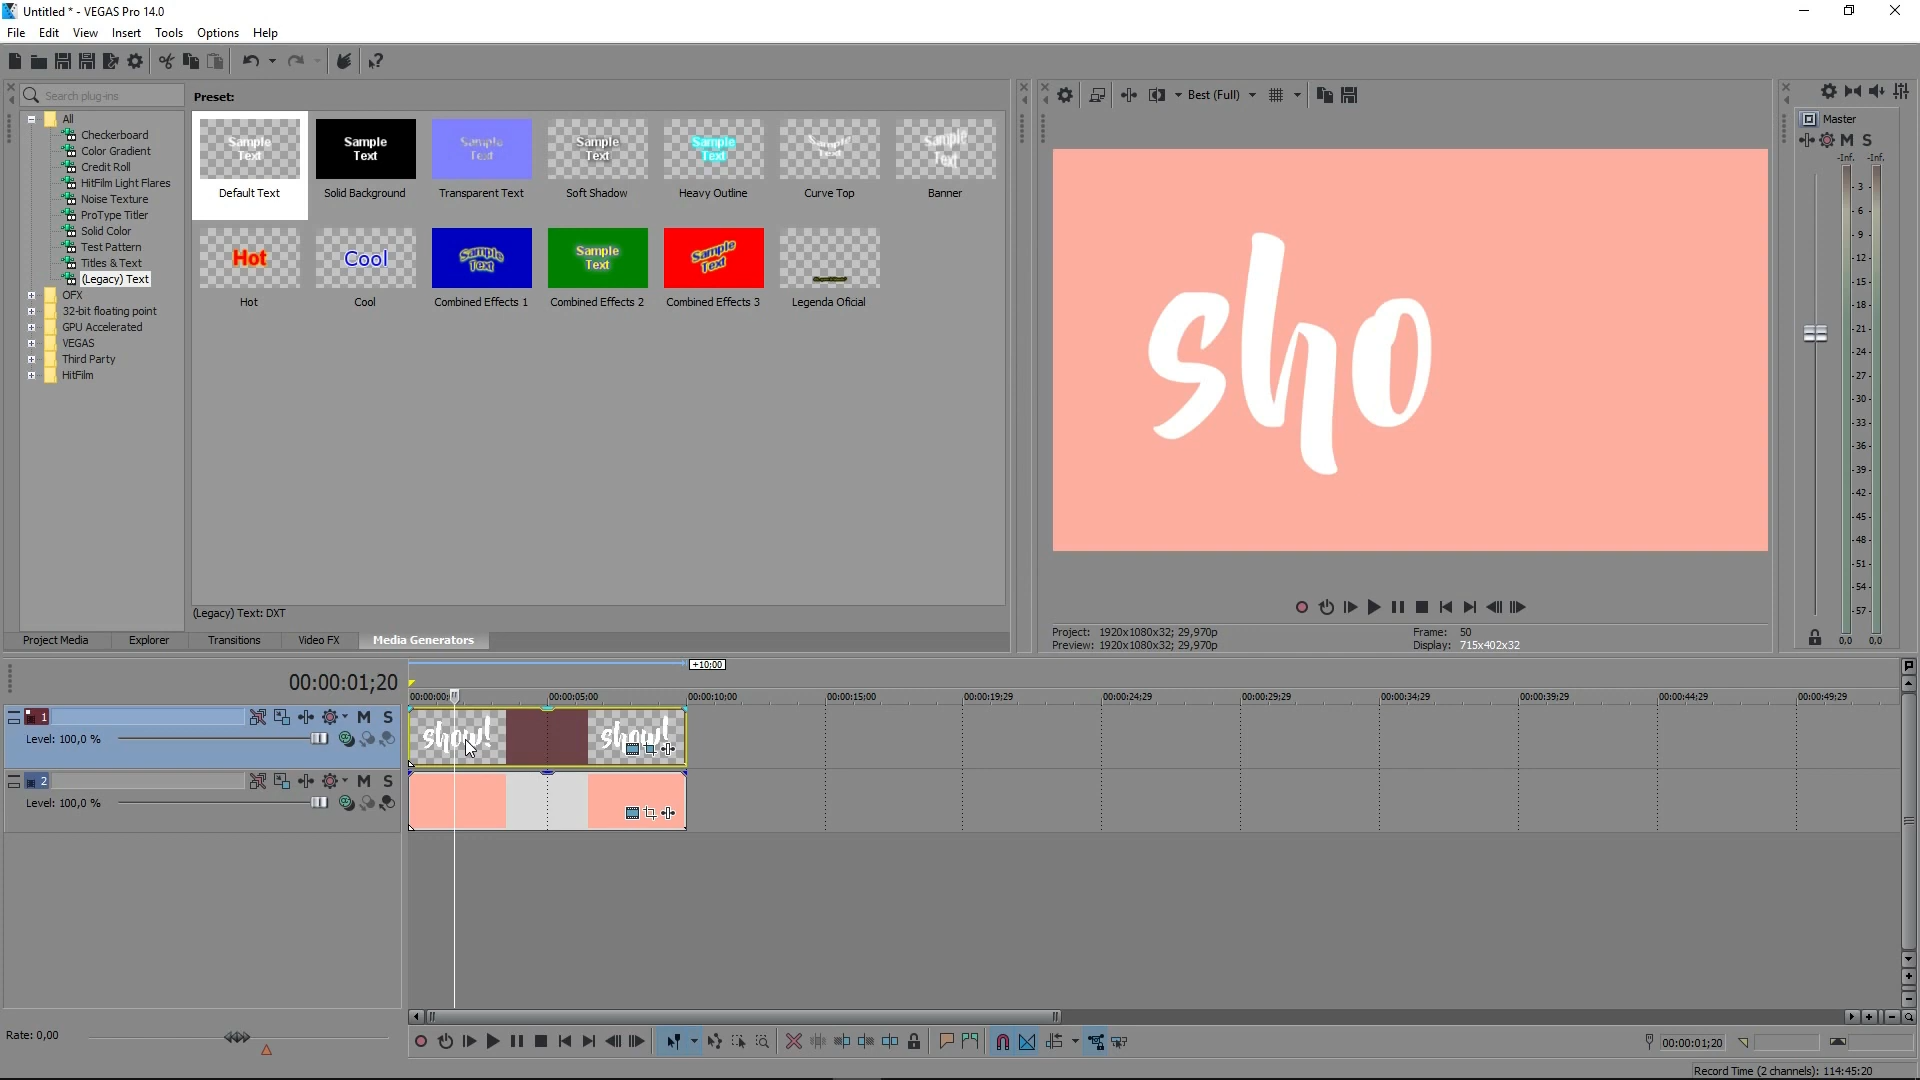 Untitled * - VEGAS Pro 14.0
File Edit View Insert Tools Options Help
Search plug-ins
Preset:
All
Checkerboard
Color Gradient
Credit Roll
HitFilm Light Flares
Noise Texture
ProType Titler
Solid Color
Test Pattern
Titles & Text
(Legacy) Text
OFX
32-bit floating point
GPU Accelerated
VEGAS
Third Party
HitFilm
Sample Text
Default Text
Sample Text
Solid Background
Sample Text
Transparent Text
Sample Text
Soft Shadow
Sample Text
Heavy Outline
Sample Text
Curve Top
Sample Text
Banner
Hot
Hot
Cool
Cool
Sample Text
Combined Effects 1
Sample Text
Combined Effects 2
Sample Text
Combined Effects 3
Legenda Oficial
(Legacy) Text: DXT
Project Media Explorer Transitions Video FX Media Generators
Best (Full)
sho
Project: 1920x1080x32; 29,970p
Preview: 1920x1080x32; 29,970p
Frame: 50
Display: 715x402x32
Master
M S
-Inf. -Inf.
- 3 -
- 6 -
- 9 -
-12-
-15-
-18-
-21-
-24-
-27-
-30-
-33-
-36-
-39-
-42-
-45-
-48-
-51-
-54-
-57-
0,0 0,0
00:00:01;20
+10:00
00:00:00; 00:00:05;00 00:00:10;00 00:00:15;00 00:00:19;29 00:00:24;29 00:00:29;29 00:00:34;29 00:00:39;29 00:00:44;29 00:00:49;29
1 M S
Level: 100,0 %
show! show!
2 M S
Level: 100,0 %
Rate: 0,00
00:00:01;20
Record Time (2 channels): 114:45:20